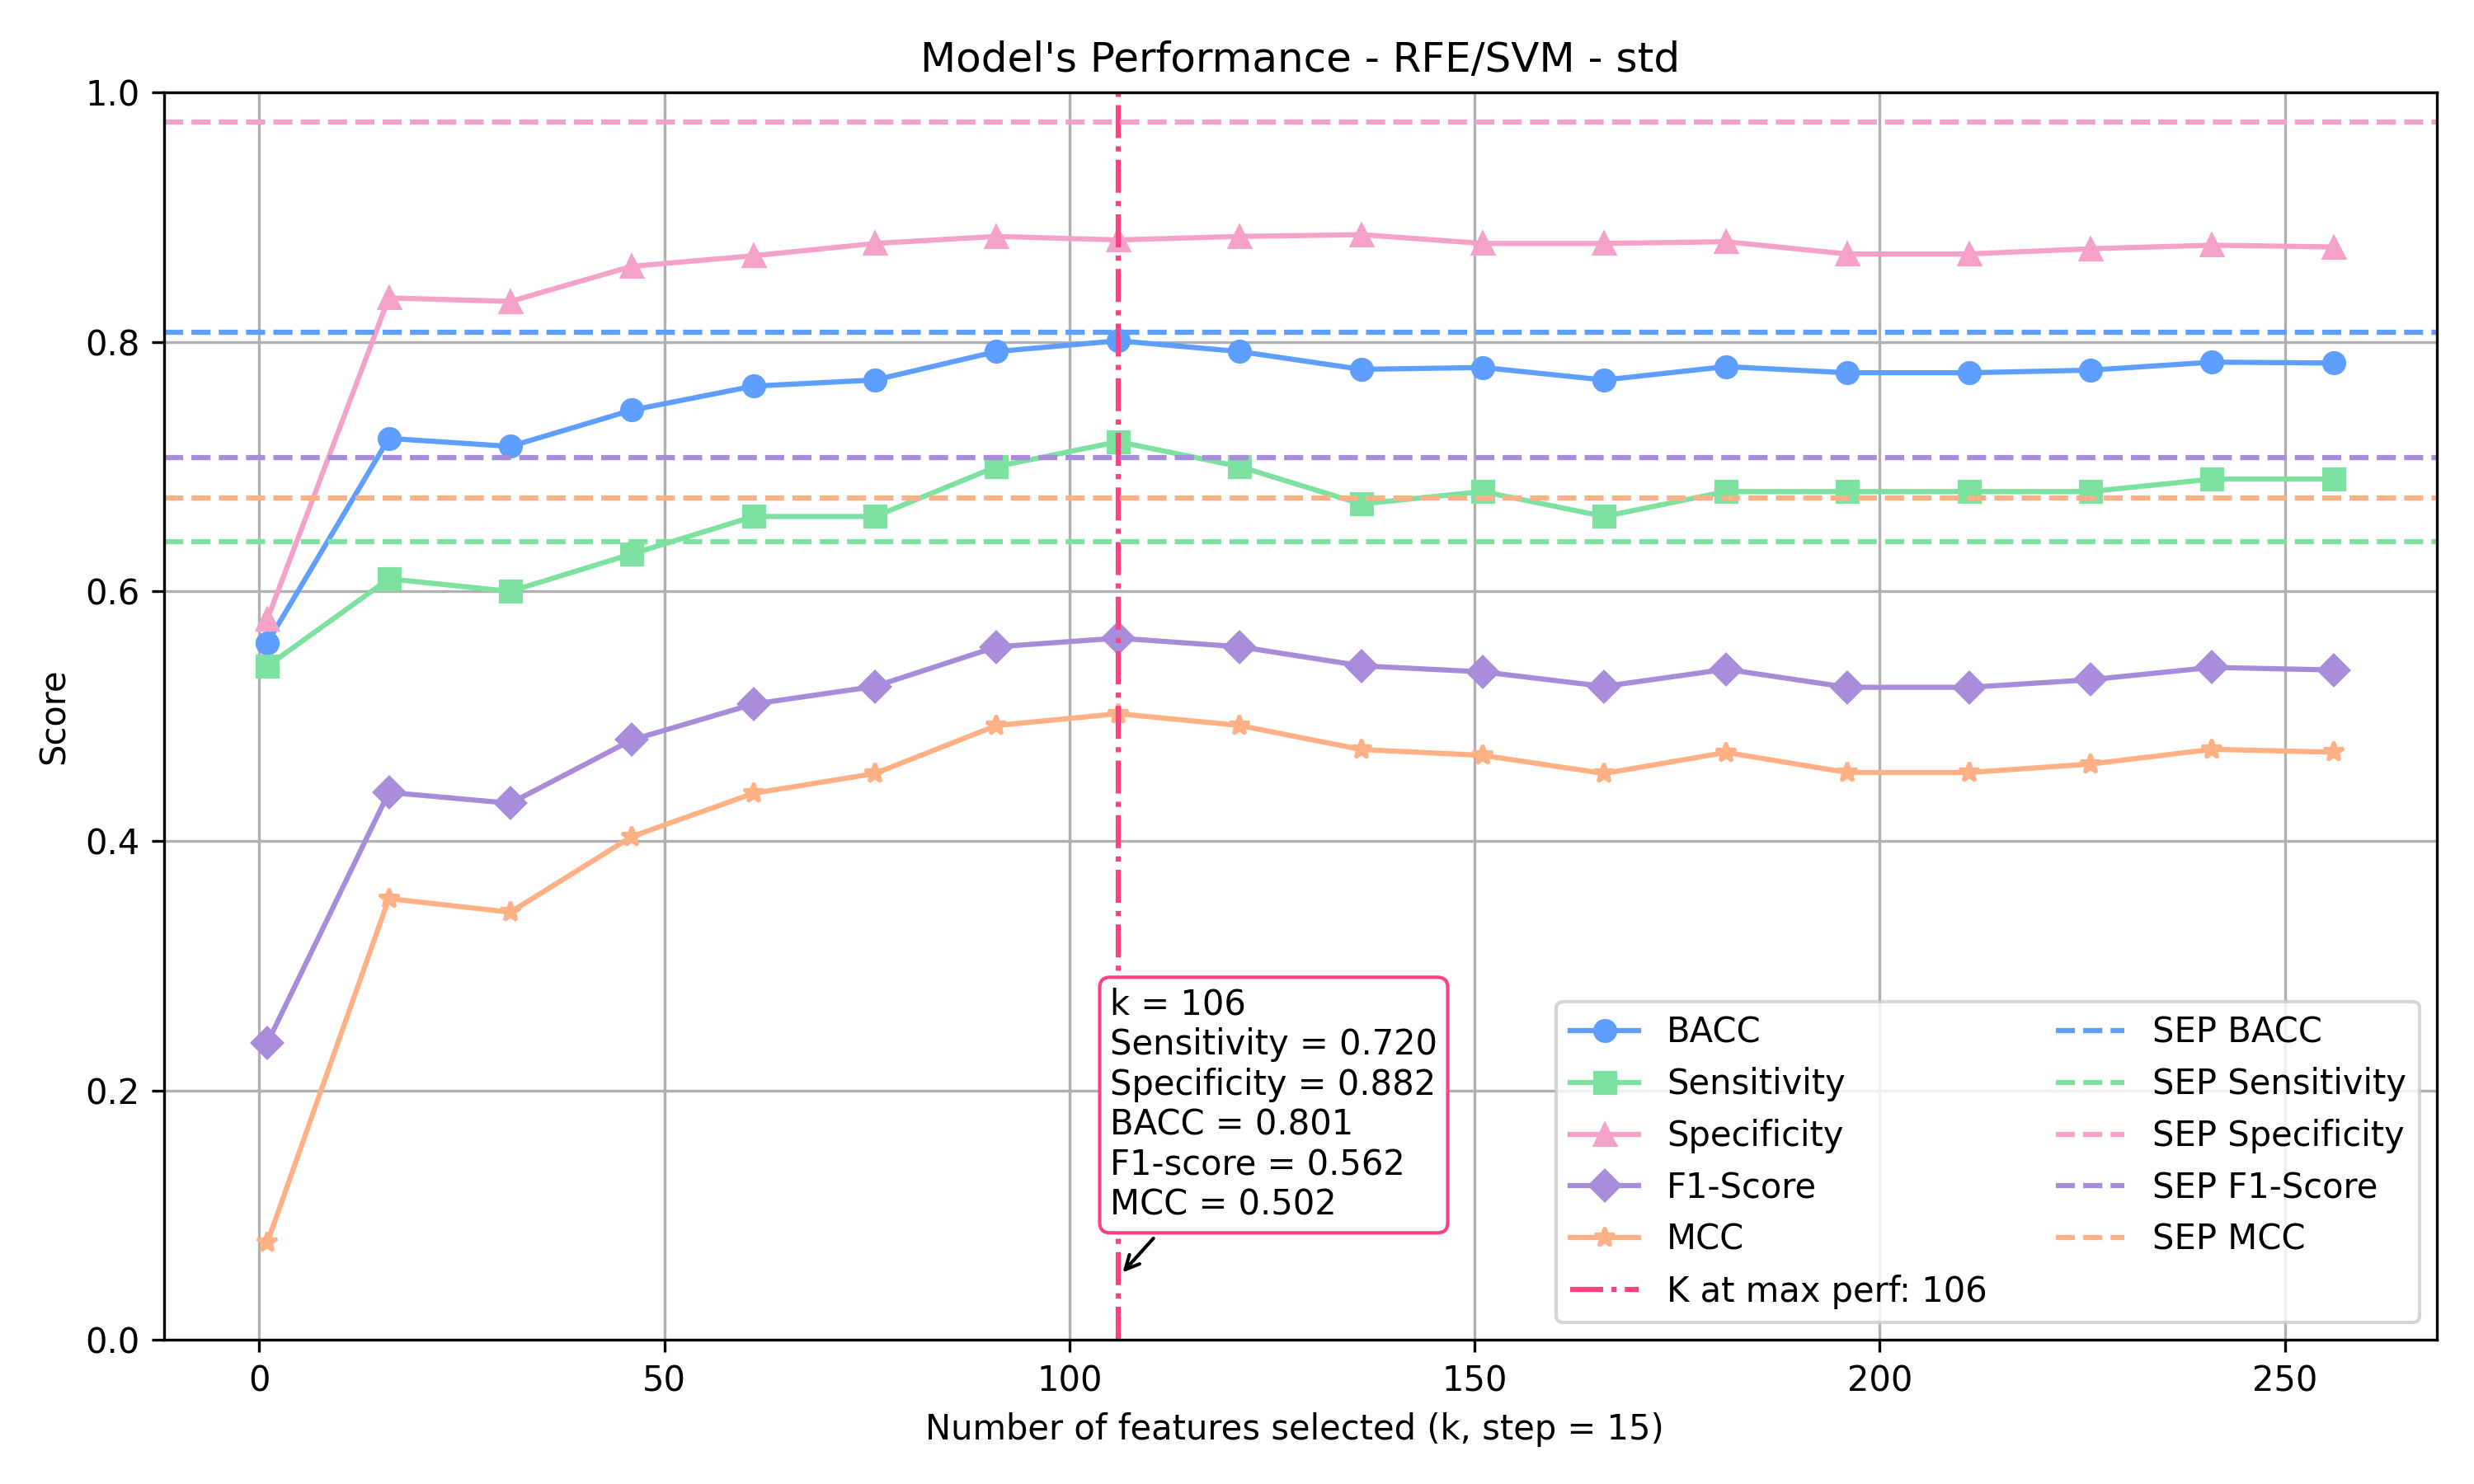 Model's Performance - RFE/SVM - std
1.0
0.8
0.6
0.4
0.2
0.0
Score
0
50
100
150
200
250
Number of features selected (k, step = 15)
k = 106
Sensitivity = 0.720
Specificity = 0.882
BACC = 0.801
F1-score = 0.562
MCC = 0.502
BACC
Sensitivity
Specificity
F1-Score
MCC
K at max perf: 106
SEP BACC
SEP Sensitivity
SEP Specificity
SEP F1-Score
SEP MCC